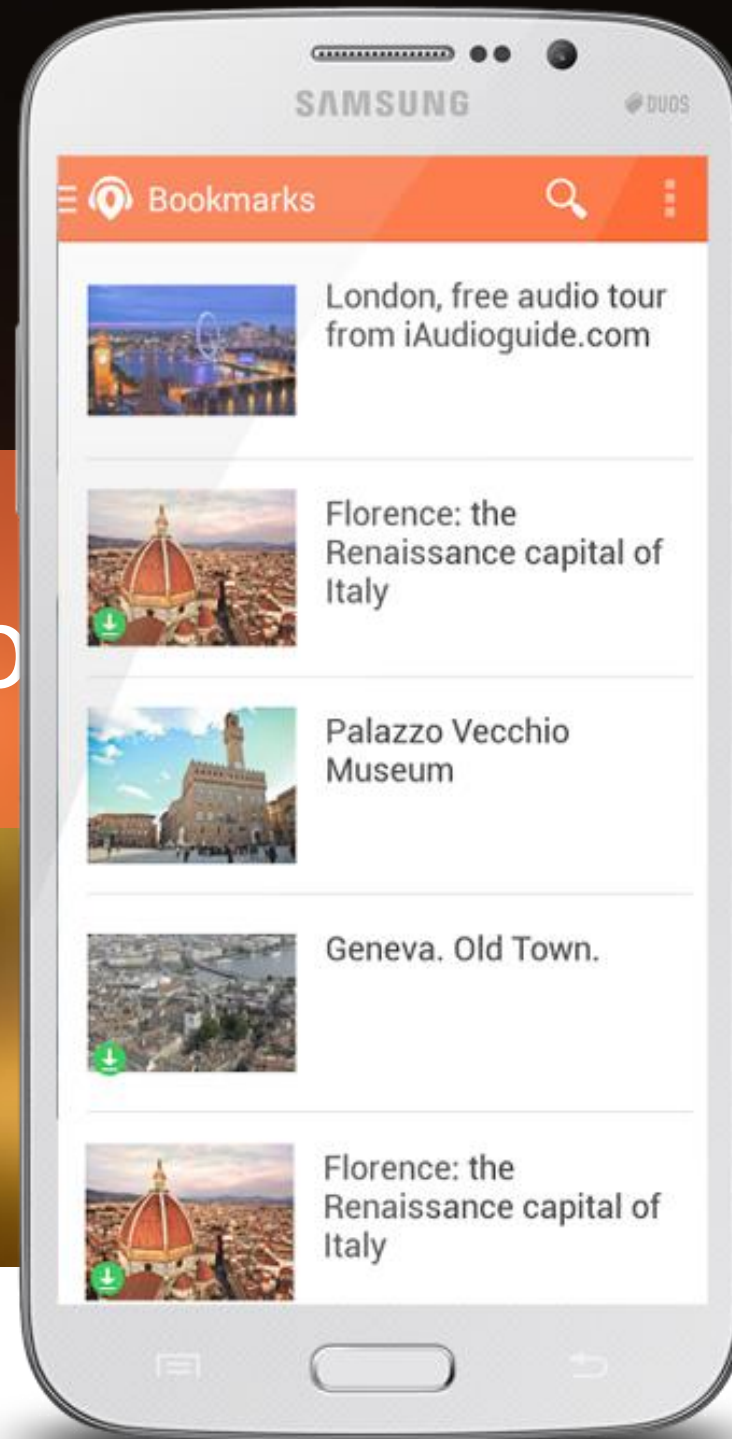 SAMSUNG
DUOS
Bookmarks
London, free audio tour
from iAudioguide.com
Florence: the
Renaissance capital of
Italy
Palazzo Vecchio
Museum
Geneva. Old Town.
Florence: the
Renaissance capital of
Italy